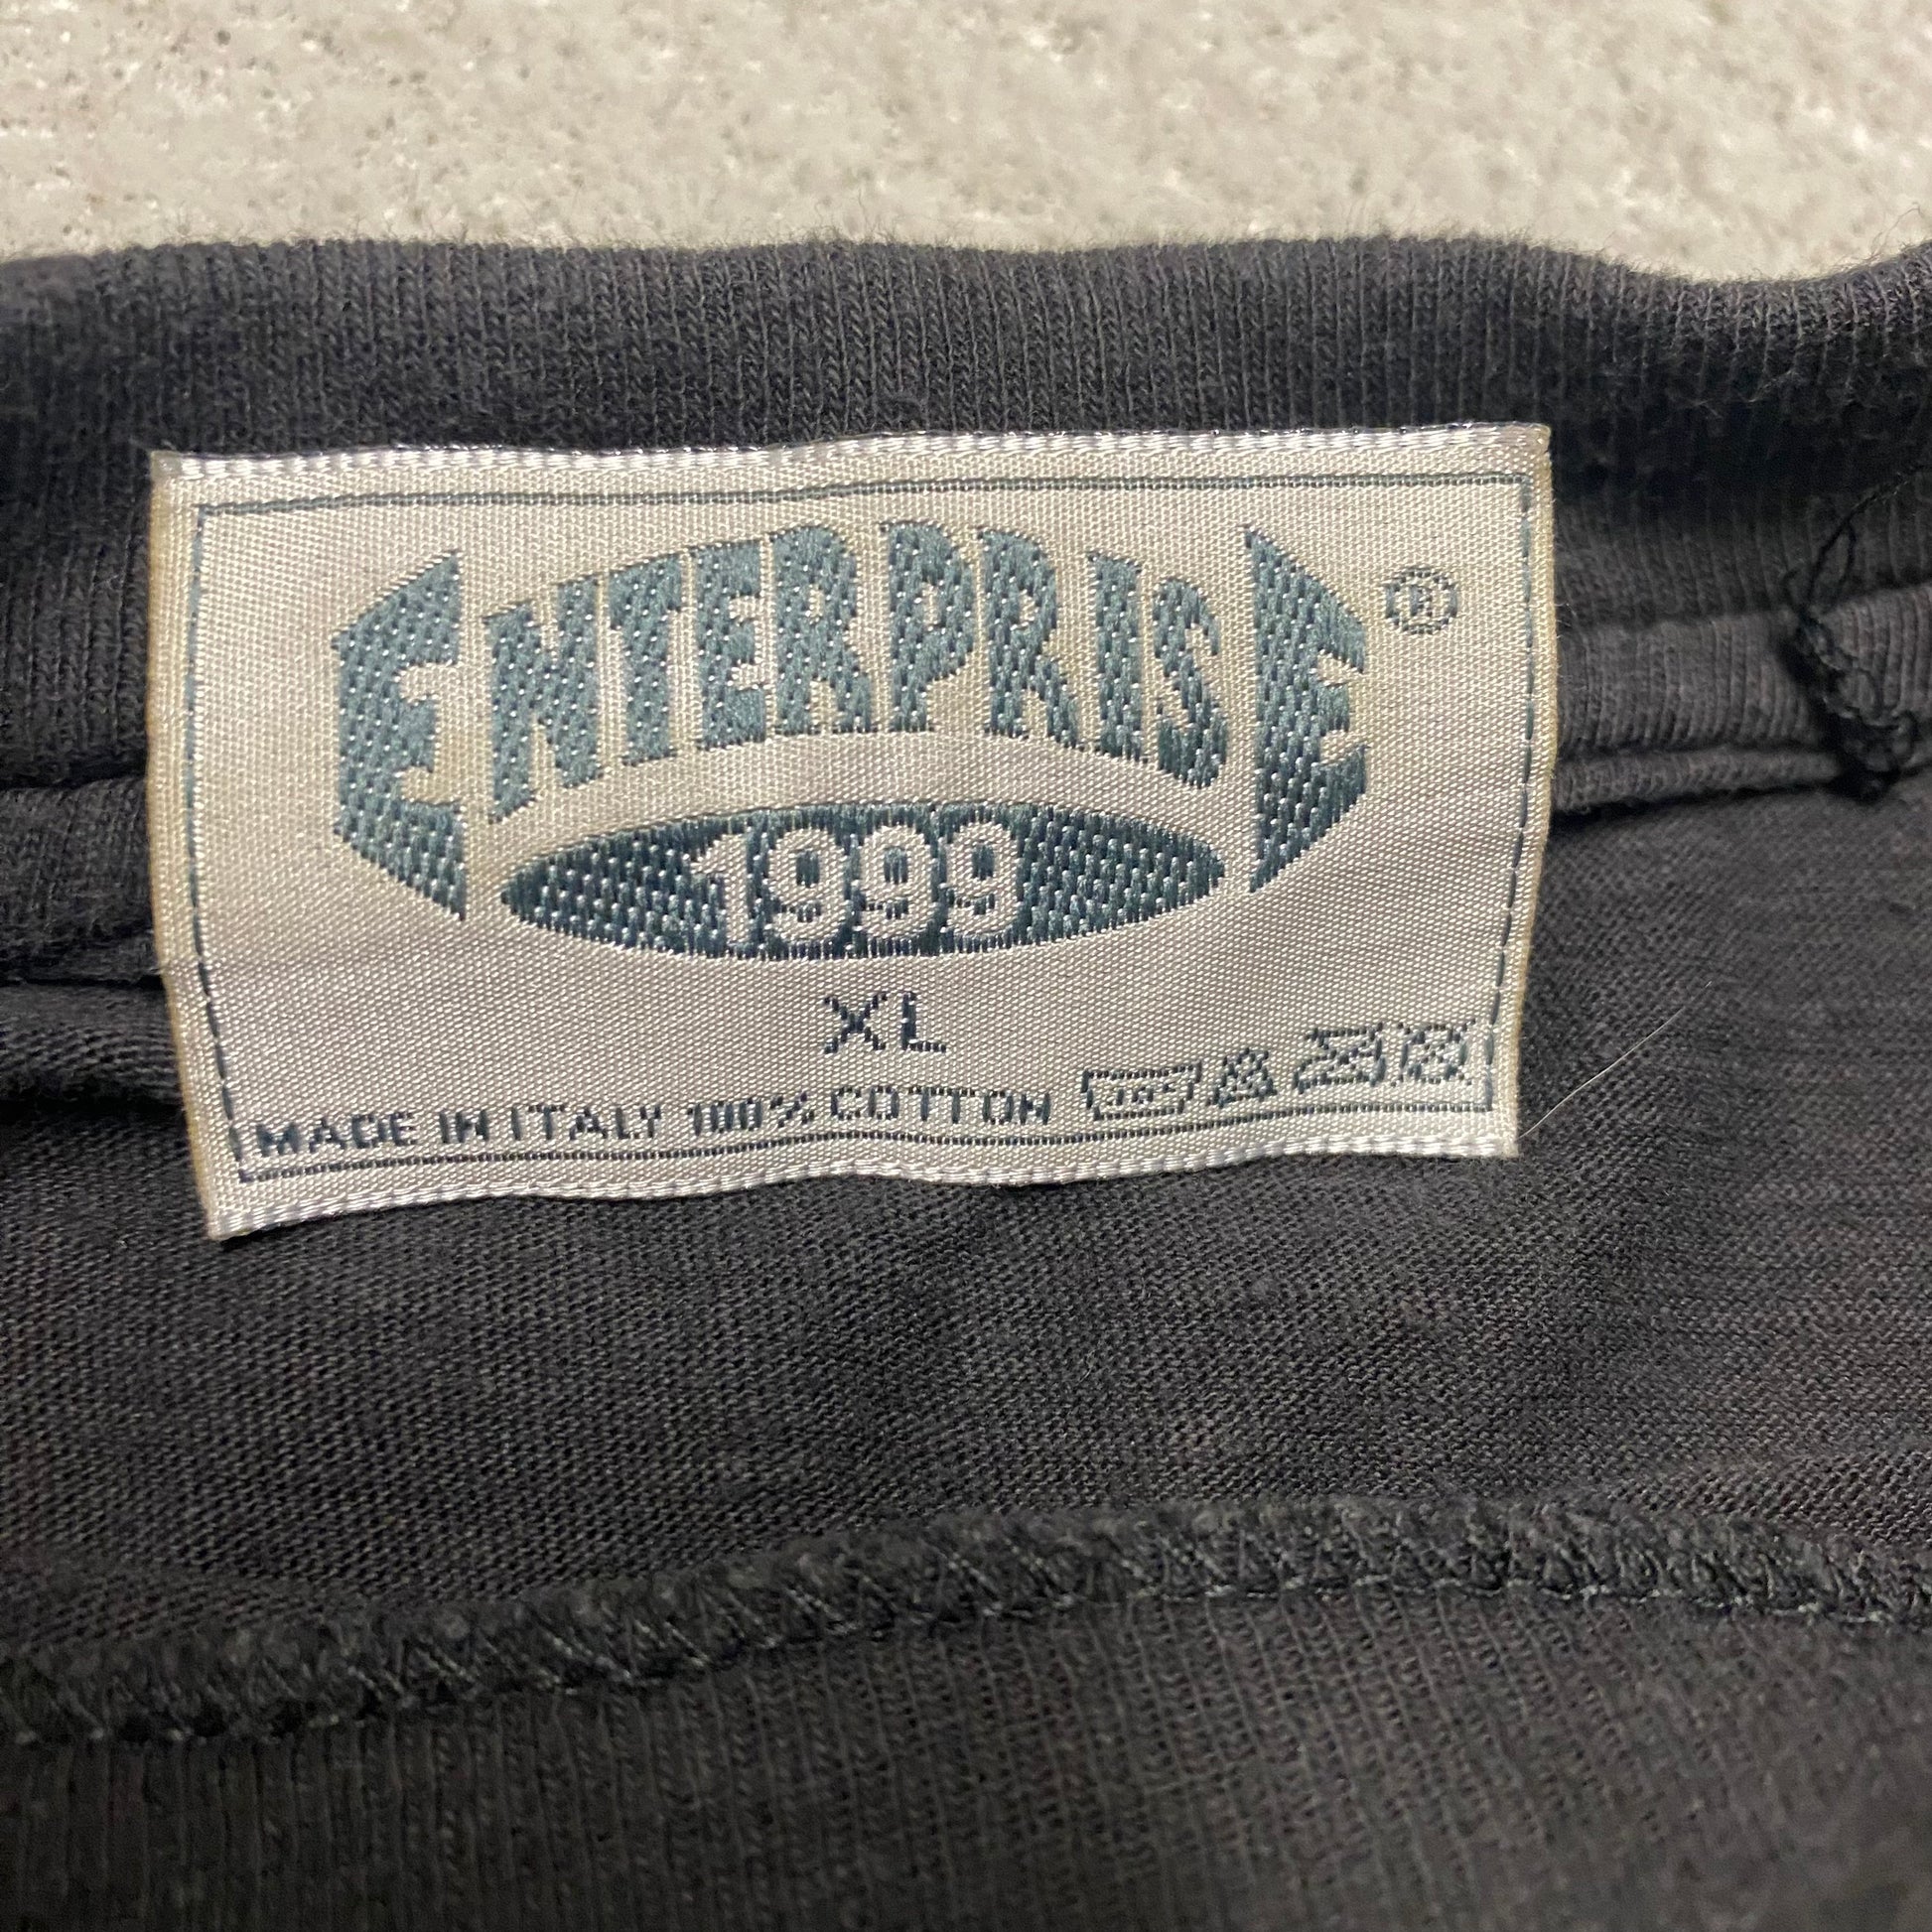 ENTERPRISE ®
1999
XL
MADE IN ITALY 100% COTTON